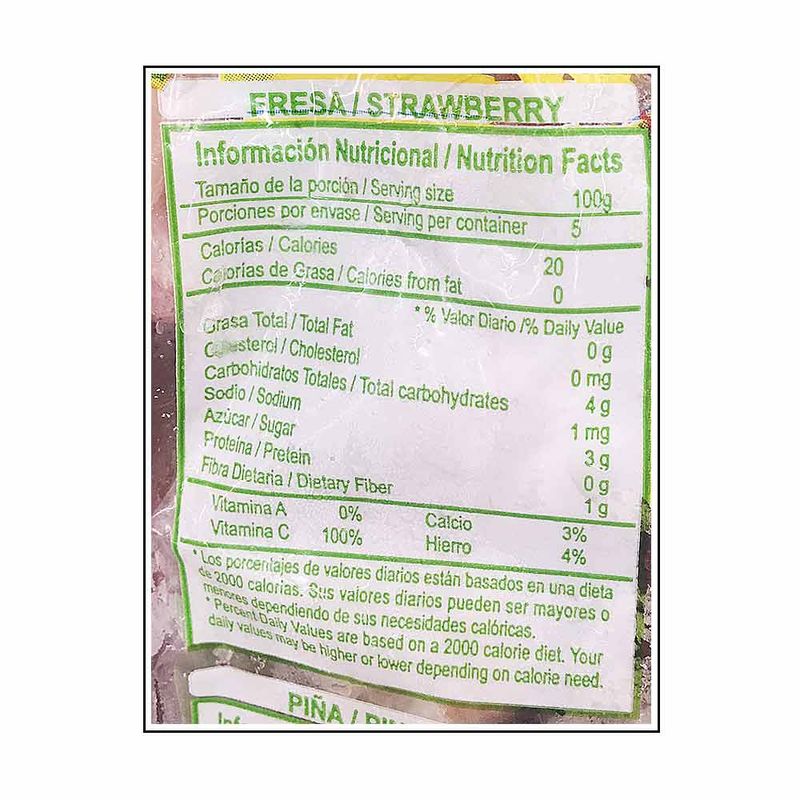 FRESA / STRAWBERRY
Información Nutricional / Nutrition Facts
Tamaño de la porción / Serving size 100g
Porciones por envase / Serving per container 5
Calorías / Calories 20
Calorias de Grasa / Calories from fat 0
* % Valor Diario /% Daily Value
Grasa Total / Total Fat 0 g
Colesterol / Cholesterol 0 mg
Carbohidratos Totales / Total carbohydrates 4 g
Sodio / Sodium 1 mg
Azúcar / Sugar 3 g
Proteína / Pretein 0 g
Fibra Dietaria / Dietary Fiber 1 g
Vitamina A 0% Calcio 3%
Vitamina C 100% Hierro 4%
* Los porcentajes de valores diarios están basados en una dieta
de 2000 calorías. Sus valores diarios pueden ser mayores o
menores dependiendo de sus necesidades calóricas.
* Percent Daily Values are based on a 2000 calorie diet. Your
daily values may be higher or lower depending on calorie need.
PIÑA /